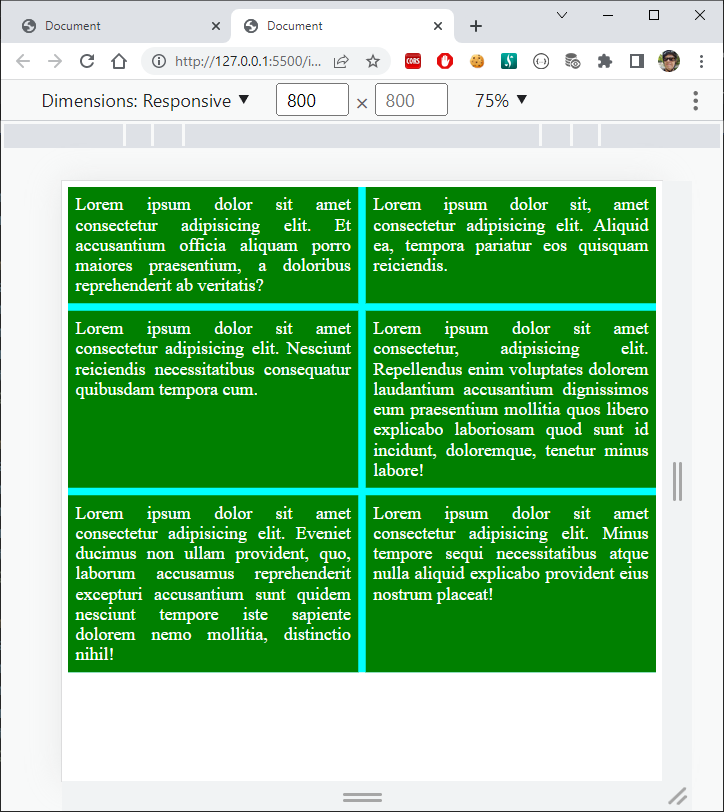 Document
Document
http://127.0.0.1:5500/i...
CORS
Dimensions: Responsive
800
×
800
75%
Lorem ipsum dolor sit amet
consectetur adipisicing elit. Et
accusantium officia aliquam porro
maiores praesentium, a doloribus
reprehenderit ab veritatis?
Lorem ipsum dolor sit, amet
consectetur adipisicing elit. Aliquid
ea, tempora pariatur eos quisquam
reiciendis.
Lorem ipsum dolor sit amet
consectetur adipisicing elit. Nesciunt
reiciendis necessitatibus consequatur
quibusdam tempora cum.
Lorem ipsum dolor sit amet
consectetur, adipisicing elit.
Repellendus enim voluptates dolorem
laudantium accusantium dignissimos
eum praesentium mollitia quos libero
explicabo laboriosam quod sunt id
incidunt, doloremque, tenetur minus
labore!
Lorem ipsum dolor sit amet
consectetur adipisicing elit. Eveniet
ducimus non ullam provident, quo,
laborum accusamus reprehenderit
excepturi accusantium sunt quidem
nesciunt tempore iste sapiente
dolorem nemo mollitia, distinctio
nihil!
Lorem ipsum dolor sit amet
consectetur adipisicing elit. Minus
tempore sequi necessitatibus atque
nulla aliquid explicabo provident eius
nostrum placeat!